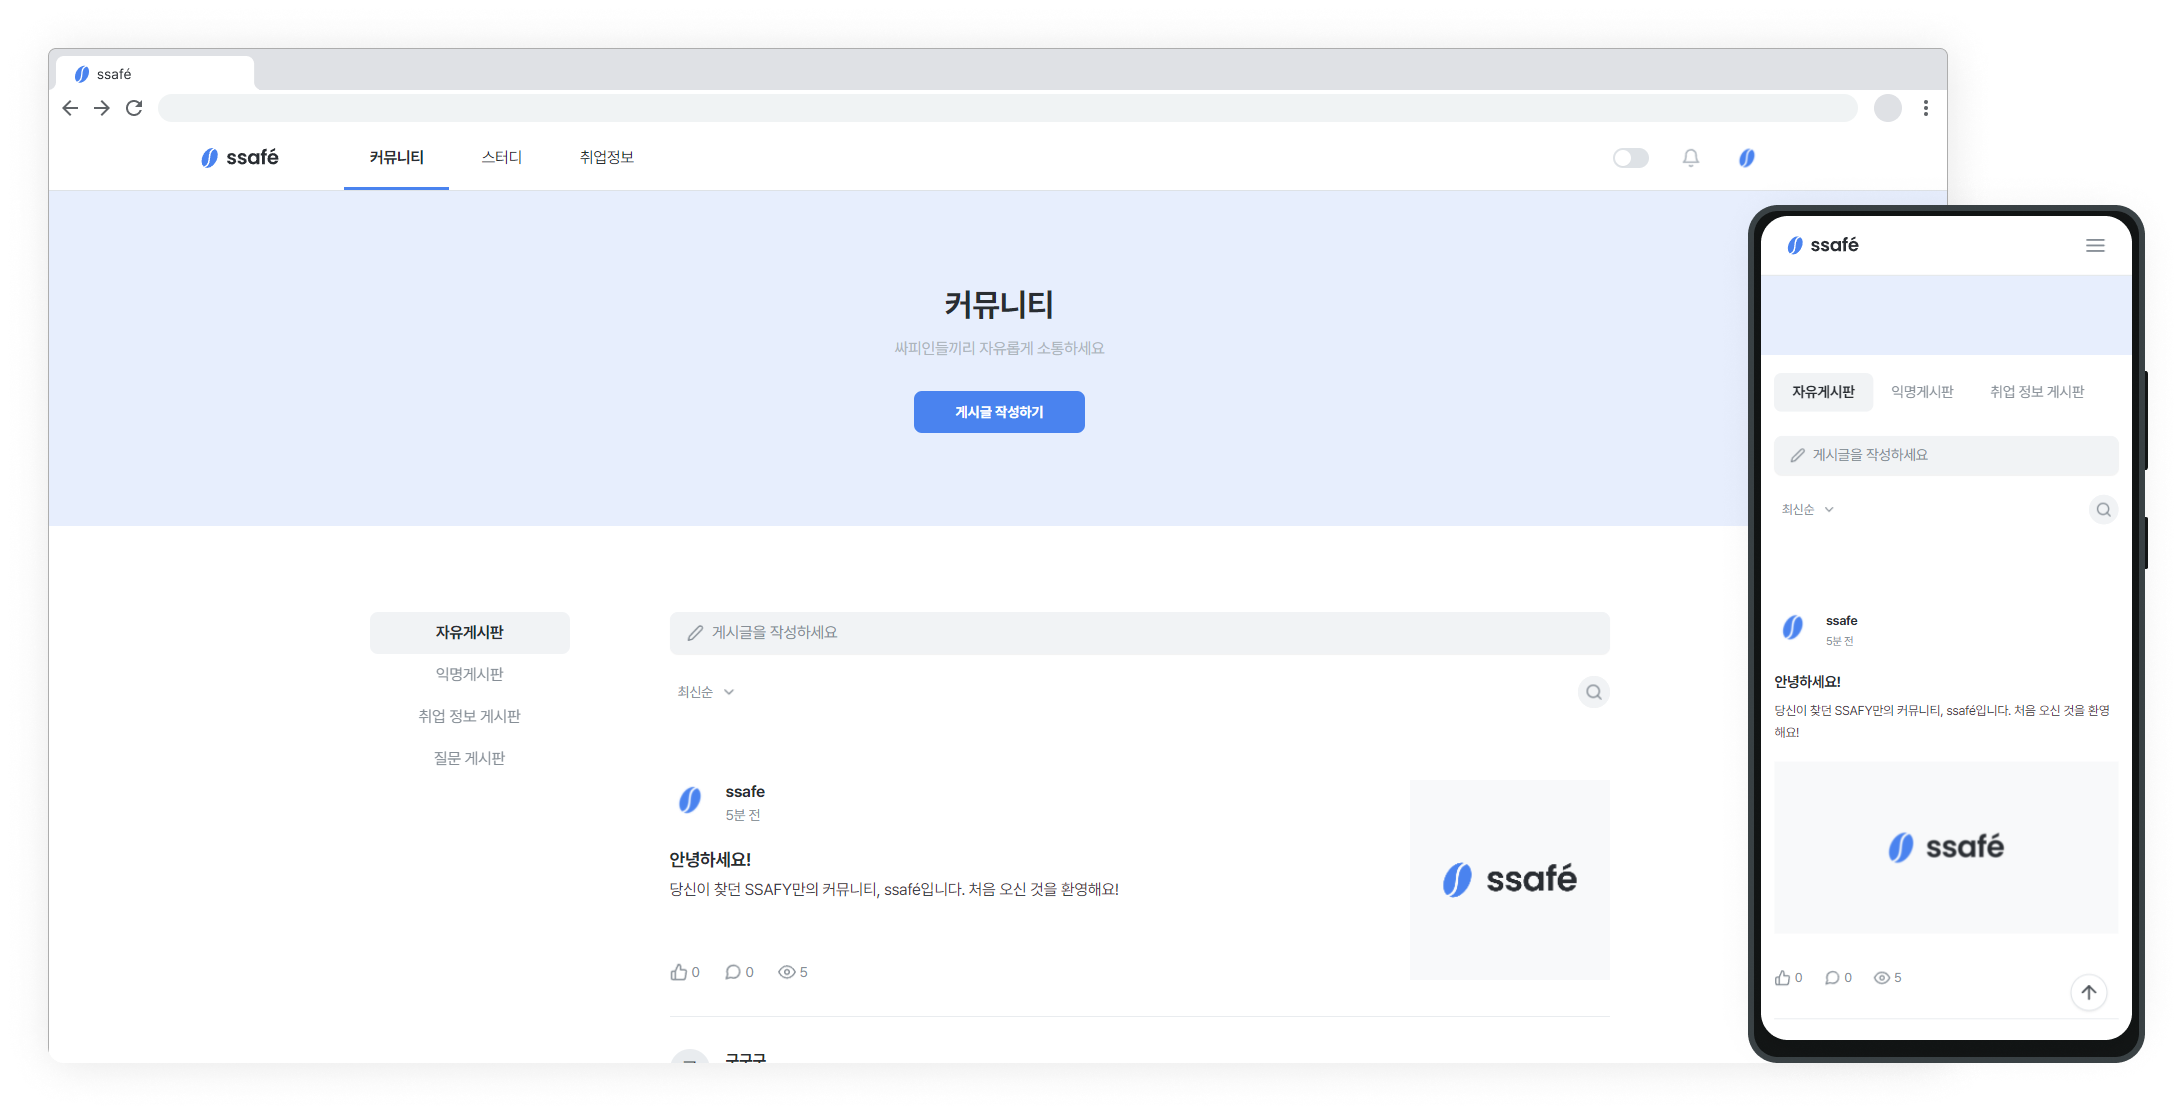 ssafé
ssafé
커뮤니티
스터디
취업정보
커뮤니티
싸피인들끼리 자유롭게 소통하세요
게시글 작성하기
자유게시판
익명게시판
취업 정보 게시판
질문 게시판
게시글을 작성하세요
최신순
ssafe
5분 전
안녕하세요!
당신이 찾던 SSAFY만의 커뮤니티, ssafé입니다. 처음 오신 것을 환영해요!
ssafé
0
0
5
ssafé
자유게시판
익명게시판
취업 정보 게시판
게시글을 작성하세요
최신순
ssafe
5분 전
안녕하세요!
당신이 찾던 SSAFY만의 커뮤니티, ssafé입니다. 처음 오신 것을 환영
해요!
ssafé
0
0
5